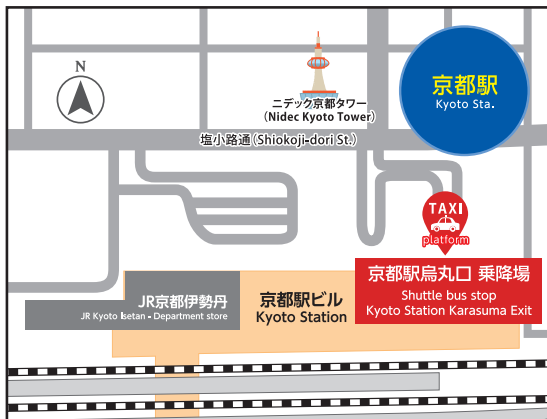 N
京都駅
Kyoto Sta.
ニデック京都タワー
(Nidec Kyoto Tower)
塩小路通(Shiokoji-dori St.)
TAXI
platform
京都駅烏丸口 乗降場
Shuttle bus stop
Kyoto Station Karasuma Exit
JR京都伊勢丹
JR Kyoto Isetan - Department store
京都駅ビル
Kyoto Station